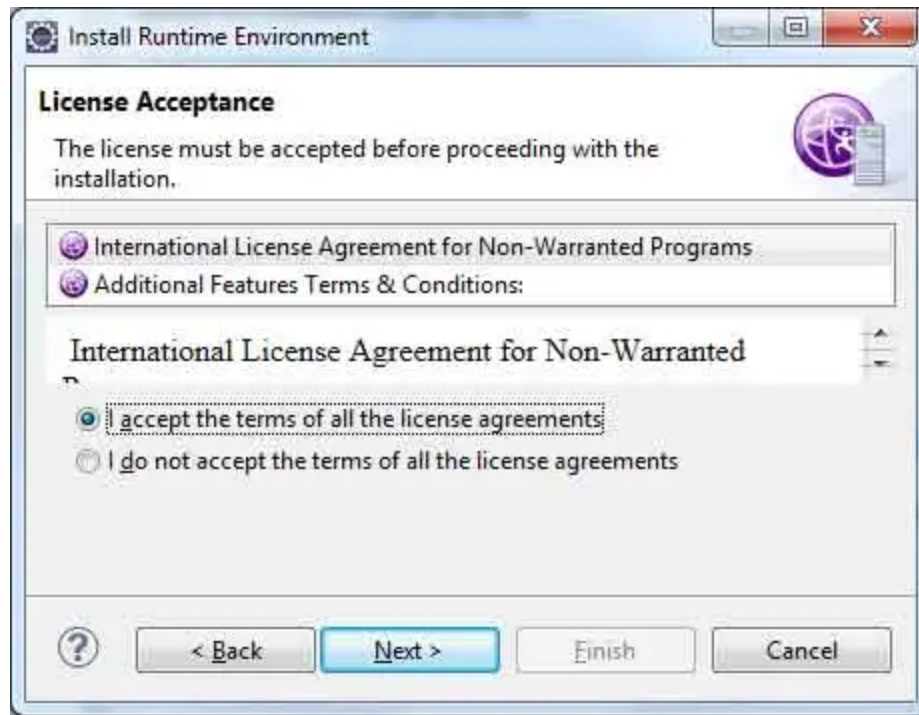 Install Runtime Environment
License Acceptance
The license must be accepted before proceeding with the
installation.
International License Agreement for Non-Warranted Programs
Additional Features Terms & Conditions:
International License Agreement for Non-Warranted
I accept the terms of all the license agreements
I do not accept the terms of all the license agreements
? < Back Next > Finish Cancel